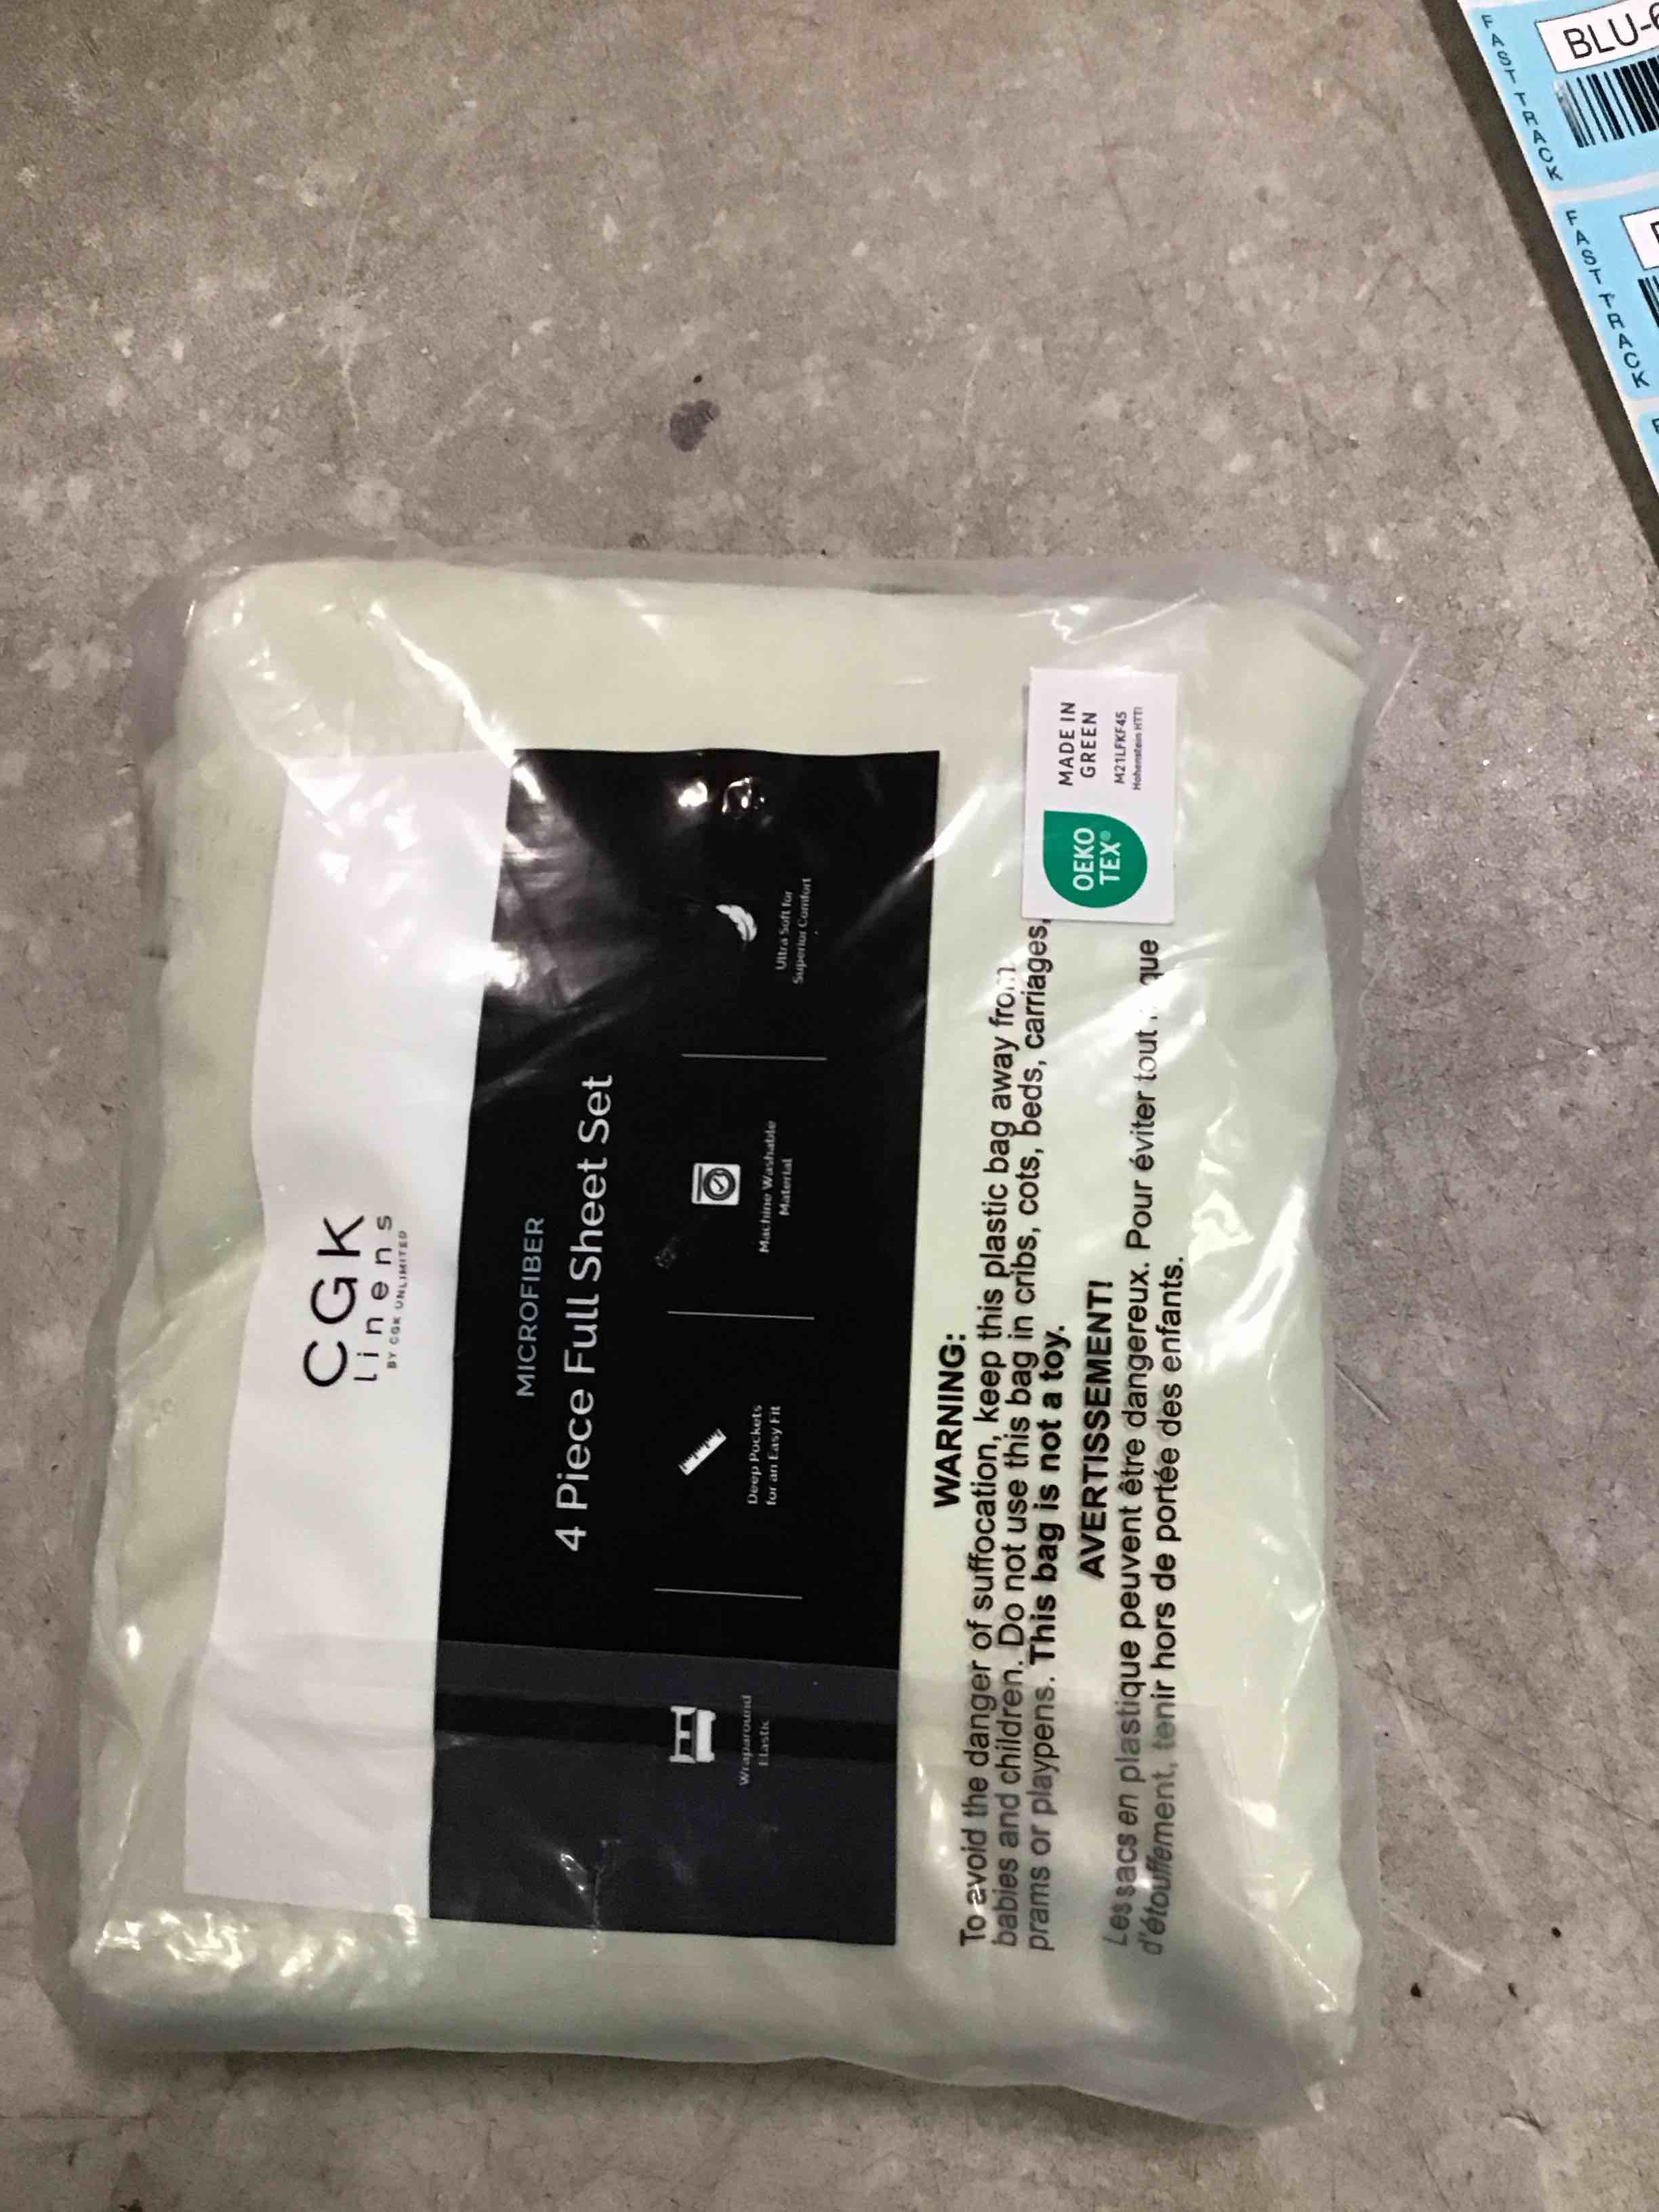 CGK
linens
BY CGK UNLIMITED
MICROFIBER
4 Piece Full Sheet Set
Wraparound
Elastic
Deep Pockets
for an Easy Fit
Machine Washable
Material
Ultra Soft for
Superior Comfort
WARNING:
To avoid the danger of suffocation, keep this plastic bag away from
babies and children. Do not use this bag in cribs, cots, beds, carriages,
prams or playpens. This bag is not a toy.
AVERTISSEMENT!
Les sacs en plastique peuvent être dangereux. Pour éviter tout
d'étouffement, tenir hors de portée des enfants.
OEKO
TEX®
MADE IN
GREEN
M21LFKF45
Hohenstein HTTI
FAST TRACK
BLU-
FAST TRACK